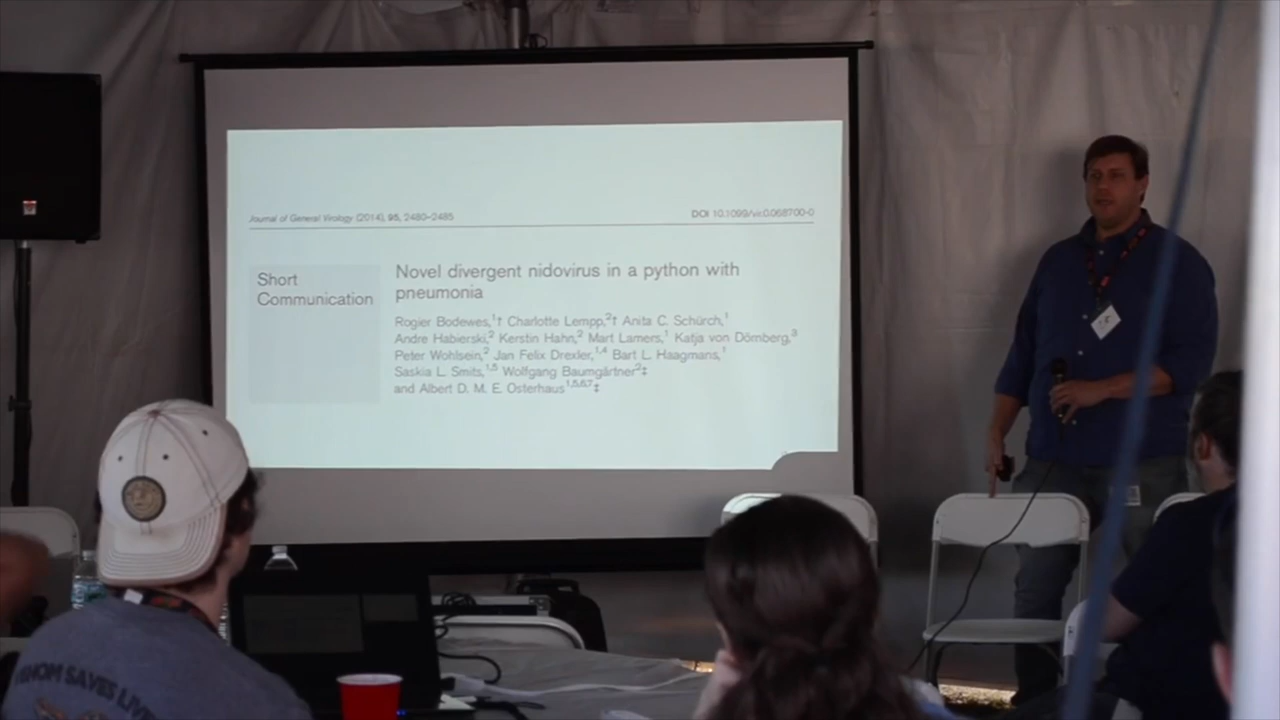 Journal of General Virology (2014), 95, 2480–2485
DOI 10.1099/vir.0.068700-0
Short
Communication
Novel divergent nidovirus in a python with
pneumonia
Rogier Bodewes,1† Charlotte Lempp,2† Anita C. Schürch,1
Andre Habierski,2 Kerstin Hahn,2 Mart Lamers,1 Katja von Dörnberg,3
Peter Wohlsein,2 Jan Felix Drexler,1,4 Bart L. Haagmans,1
Saskia L. Smits,1,5 Wolfgang Baumgärtner2‡
and Albert D. M. E. Osterhaus1,5,6,7‡
ENOM SAVES LIVE